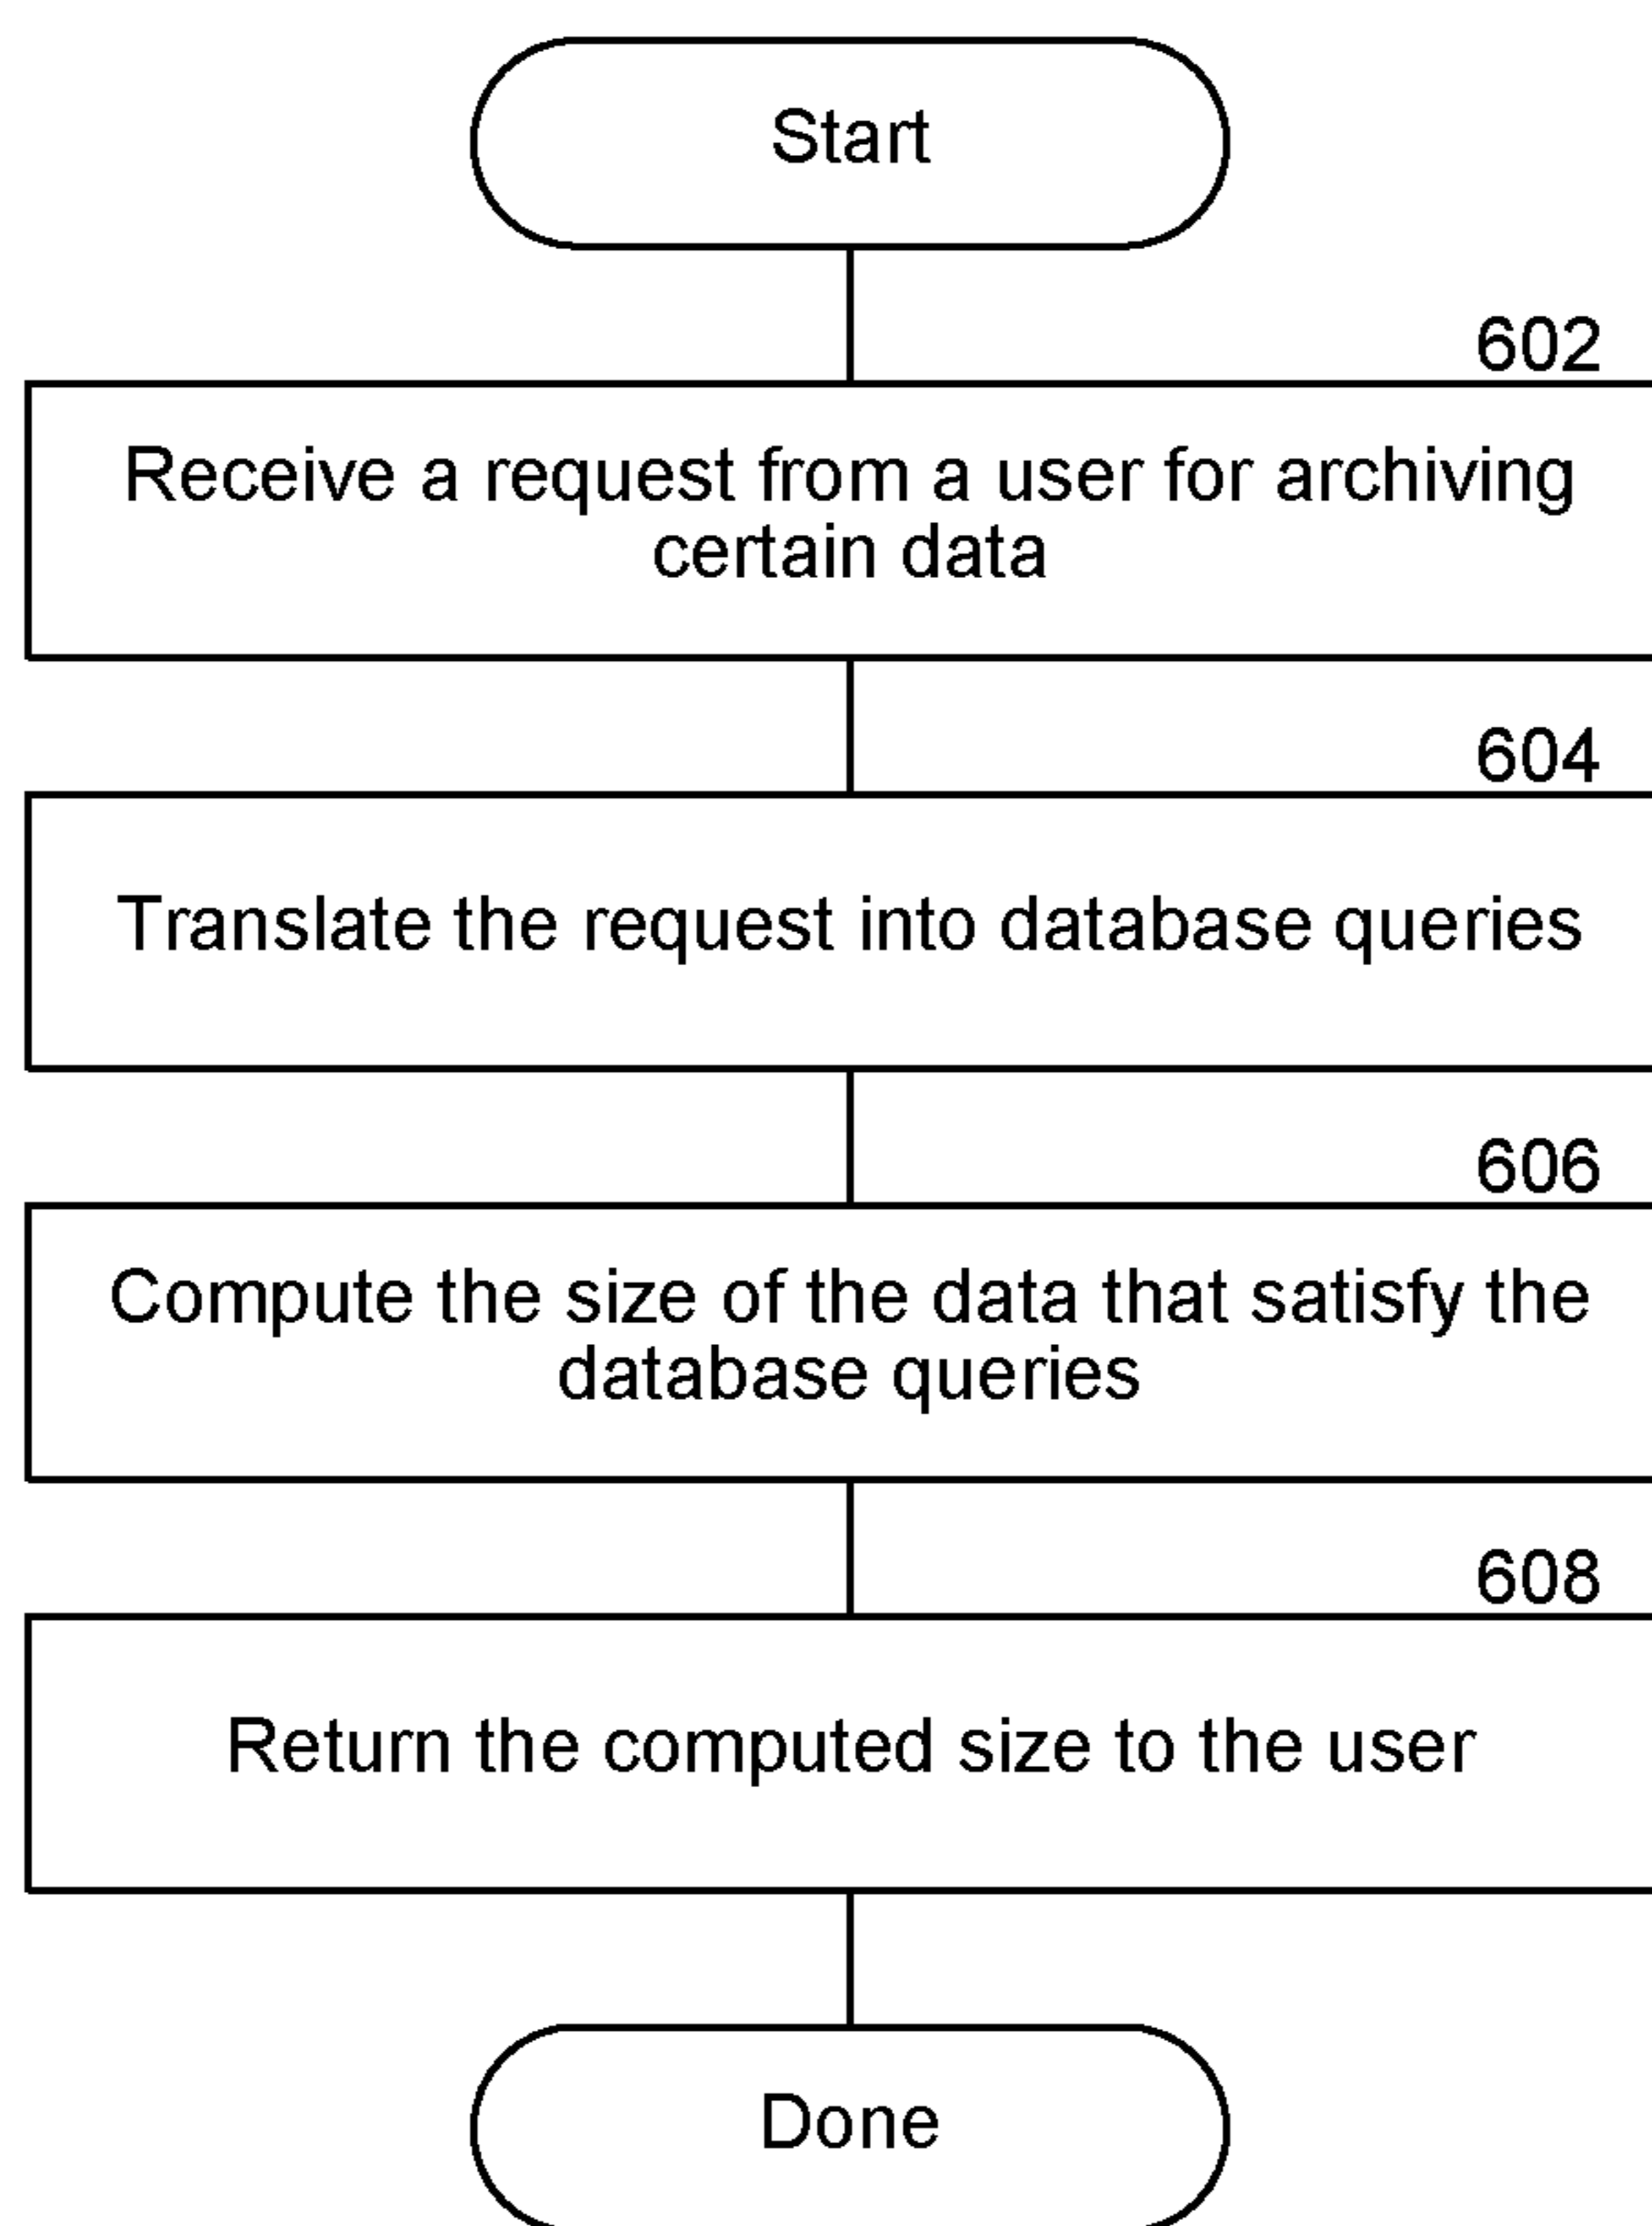 Start
602
Receive a request from a user for archiving
certain data
604
Translate the request into database queries
606
Compute the size of the data that satisfy the
database queries
608
Return the computed size to the user
Done